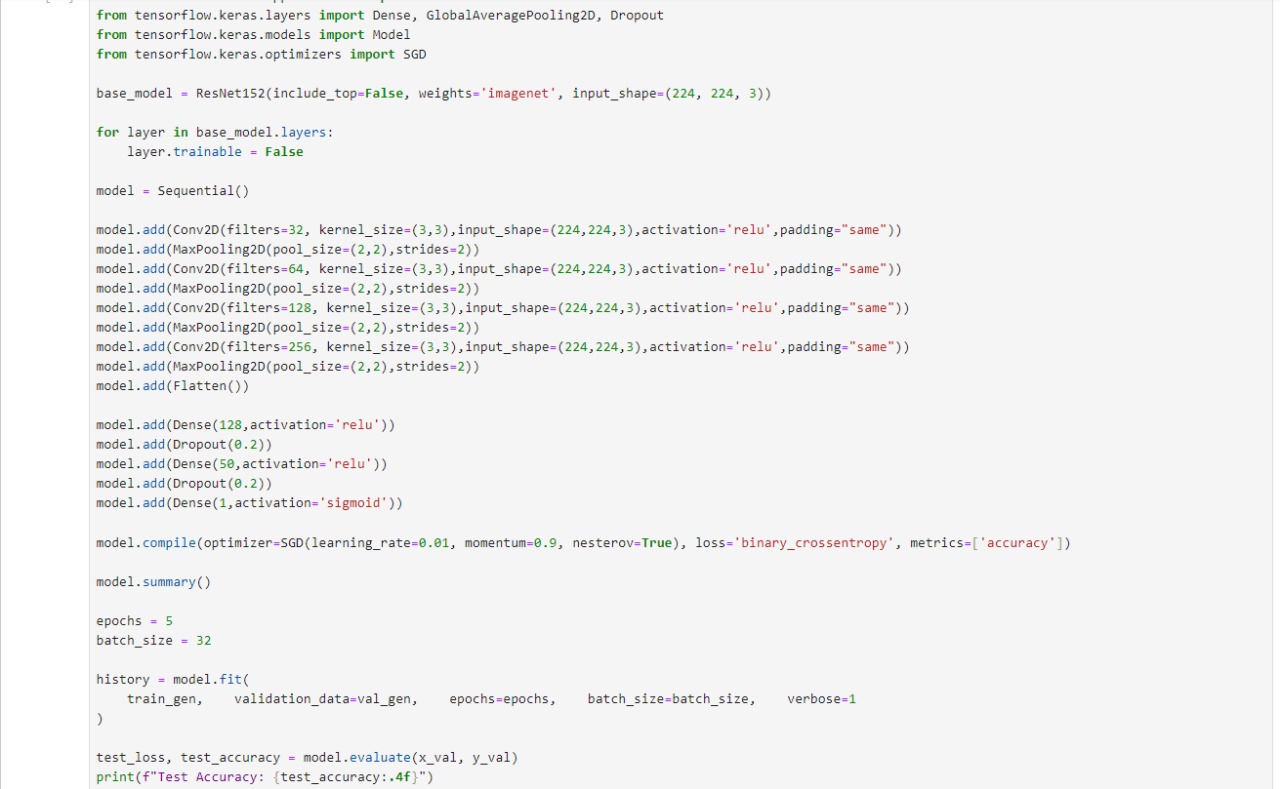 from tensorflow.keras.layers import Dense, GlobalAveragePooling2D, Dropout
from tensorflow.keras.models import Model
from tensorflow.keras.optimizers import SGD
base_model = ResNet152(include_top=False, weights='imagenet', input_shape=(224, 224, 3))
for layer in base_model.layers:
    layer.trainable = False
model = Sequential()
model.add(Conv2D(filters=32, kernel_size=(3,3),input_shape=(224,224,3),activation='relu',padding="same"))
model.add(MaxPooling2D(pool_size=(2,2),strides=2))
model.add(Conv2D(filters=64, kernel_size=(3,3),input_shape=(224,224,3),activation='relu',padding="same"))
model.add(MaxPooling2D(pool_size=(2,2),strides=2))
model.add(Conv2D(filters=128, kernel_size=(3,3),input_shape=(224,224,3),activation='relu',padding="same"))
model.add(MaxPooling2D(pool_size=(2,2),strides=2))
model.add(Conv2D(filters=256, kernel_size=(3,3),input_shape=(224,224,3),activation='relu',padding="same"))
model.add(MaxPooling2D(pool_size=(2,2),strides=2))
model.add(Flatten())
model.add(Dense(128,activation='relu'))
model.add(Dropout(0.2))
model.add(Dense(50,activation='relu'))
model.add(Dropout(0.2))
model.add(Dense(1,activation='sigmoid'))
model.compile(optimizer=SGD(learning_rate=0.01, momentum=0.9, nesterov=True), loss='binary_crossentropy', metrics=['accuracy'])
model.summary()
epochs = 5
batch_size = 32
history = model.fit(
    train_gen,    validation_data=val_gen,    epochs=epochs,    batch_size=batch_size,    verbose=1
)
test_loss, test_accuracy = model.evaluate(x_val, y_val)
print(f"Test Accuracy: {test_accuracy:.4f}")